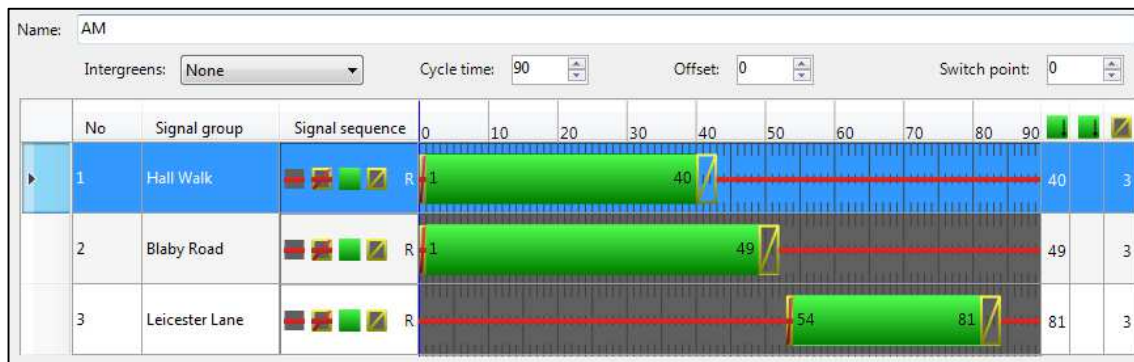 Name: AM
Intergreens: None Cycle time: 90 Offset: 0 Switch point: 0
No Signal group Signal sequence 0 10 20 30 40 50 60 70 80 90
1 Hall Walk R 1 40 40 3
2 Blaby Road R 1 49 49 3
3 Leicester Lane R 54 81 81 3